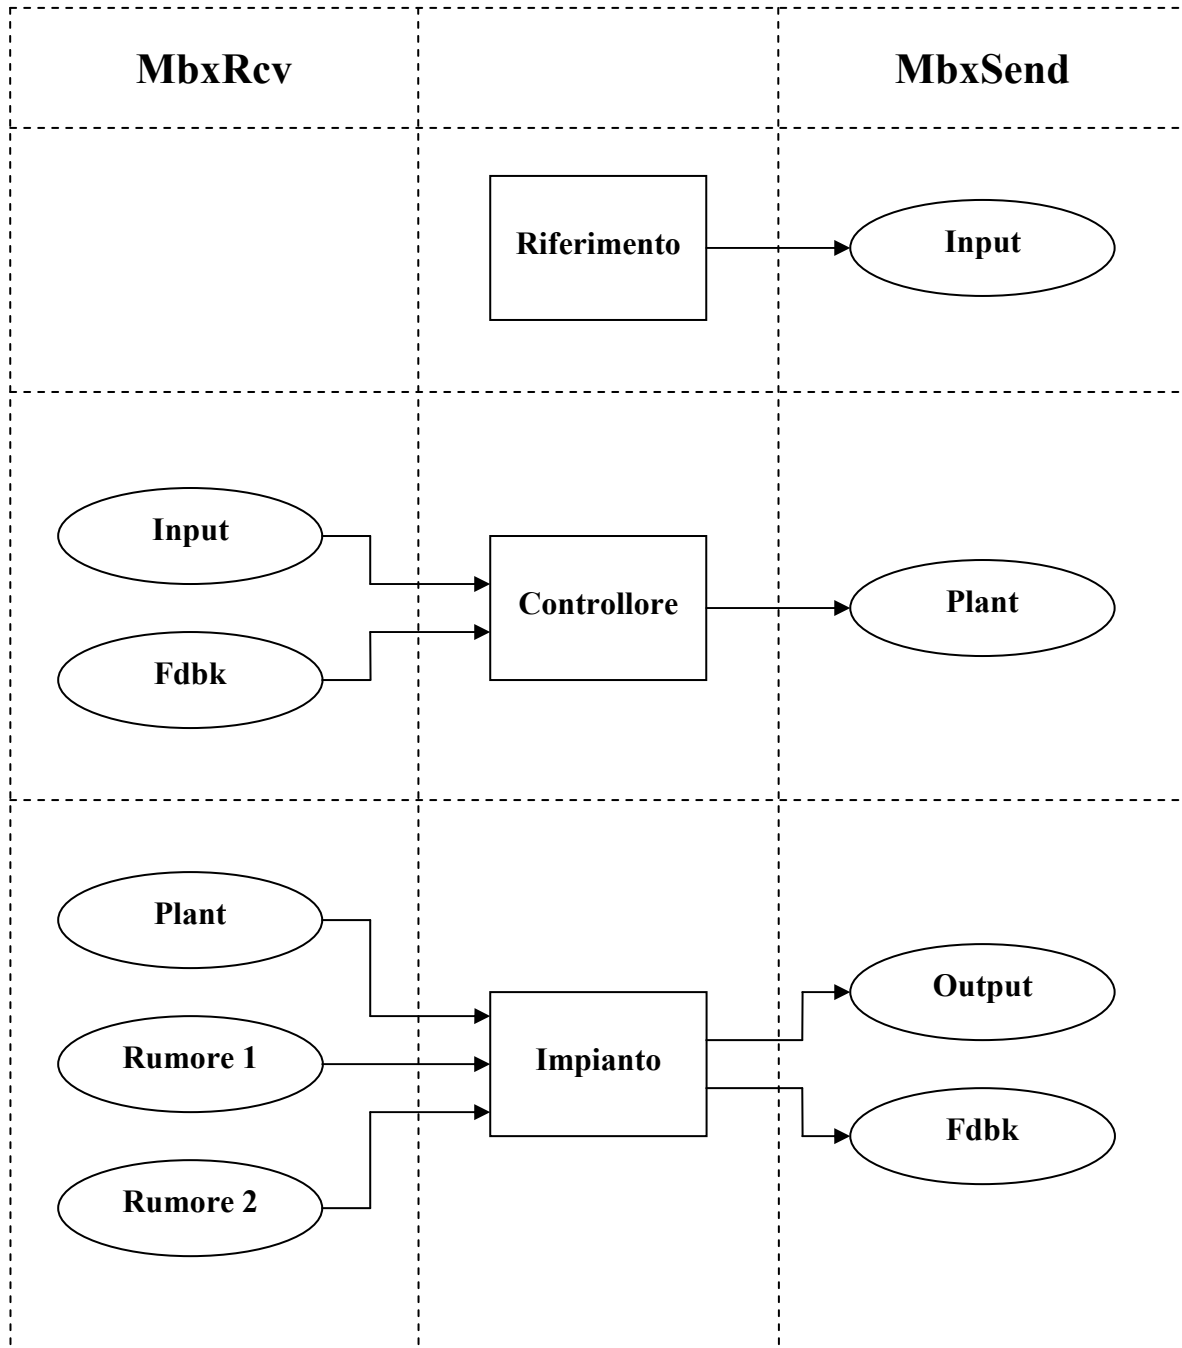 MbxRcv
MbxSend
Riferimento
Input
Input
Fdbk
Controllore
Plant
Plant
Rumore 1
Rumore 2
Impianto
Output
Fdbk